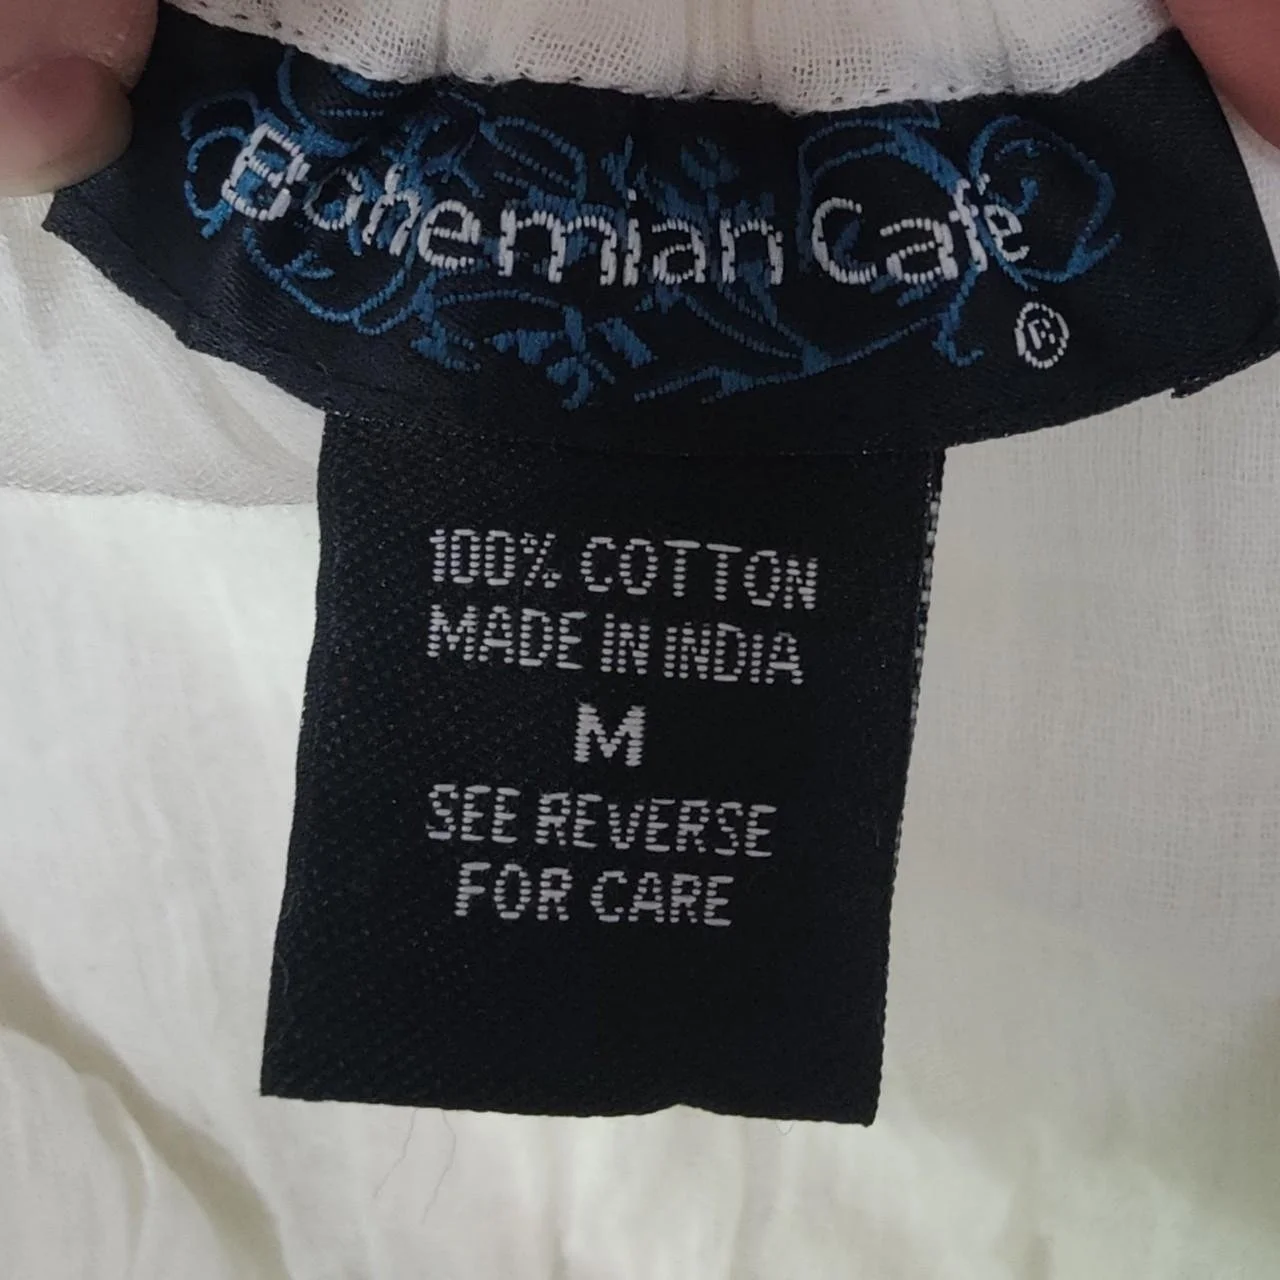 Bohemian Cafe
®
100% COTTON
MADE IN INDIA
M
SEE REVERSE
FOR CARE